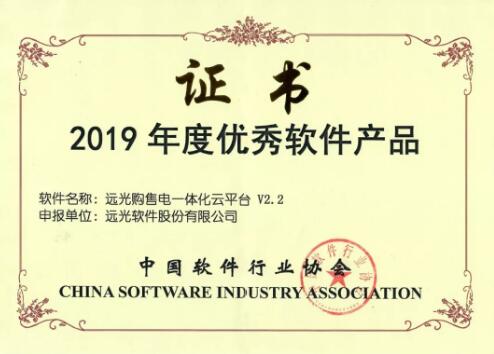 证书
2019 年度优秀软件产品
软件名称：远光购售电一体化云平台 V2.2
申报单位：远光软件股份有限公司
中国软件行业协会
CHINA SOFTWARE INDUSTRY ASSOCIATION